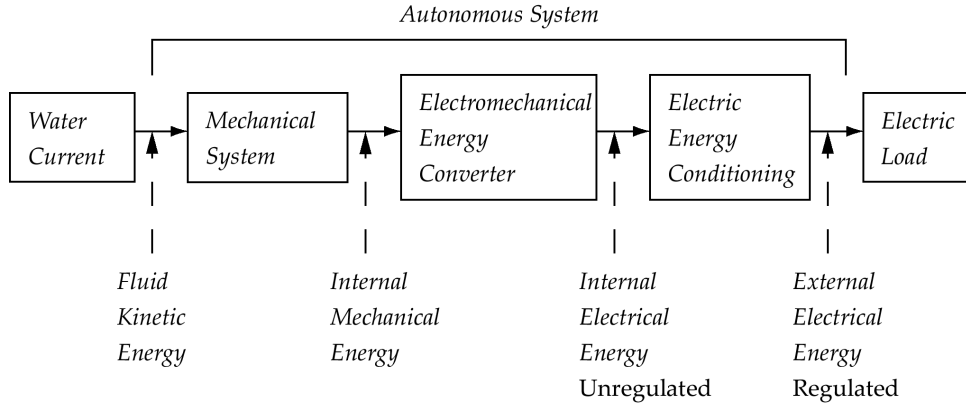 Autonomous System
Water
Current
Mechanical
System
Electromechanical
Energy
Converter
Electric
Energy
Conditioning
Electric
Load
Fluid
Kinetic
Energy
Internal
Mechanical
Energy
Internal
Electrical
Energy
Unregulated
External
Electrical
Energy
Regulated